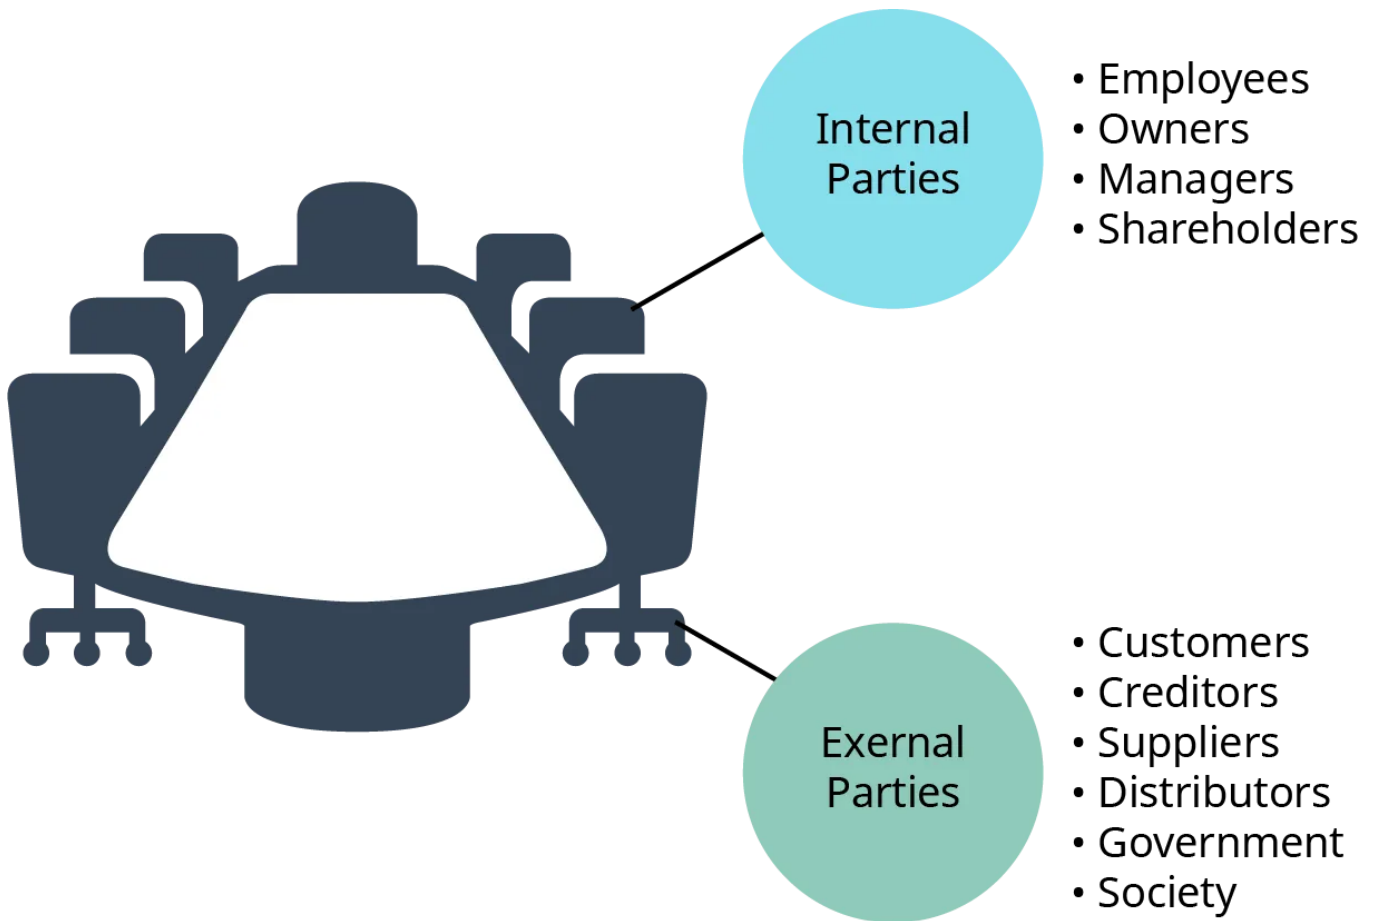 Internal
Parties
• Employees
• Owners
• Managers
• Shareholders
Exernal
Parties
• Customers
• Creditors
• Suppliers
• Distributors
• Government
• Society